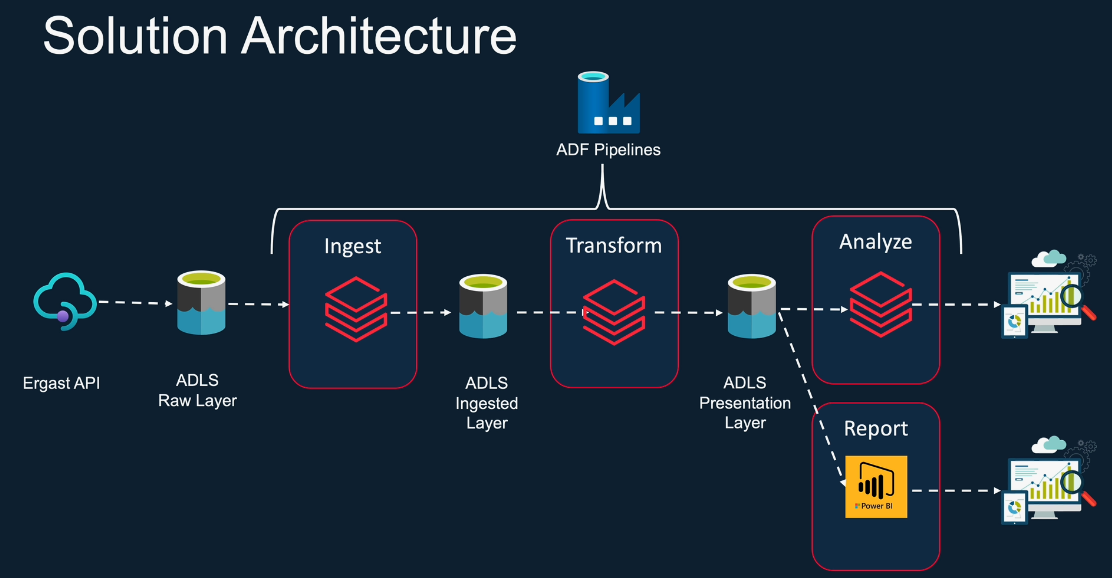 Solution Architecture
ADF Pipelines
Ingest
Transform
Analyze
Ergast API
ADLS
Raw Layer
ADLS
Ingested
Layer
ADLS
Presentation
Layer
Report
Power BI